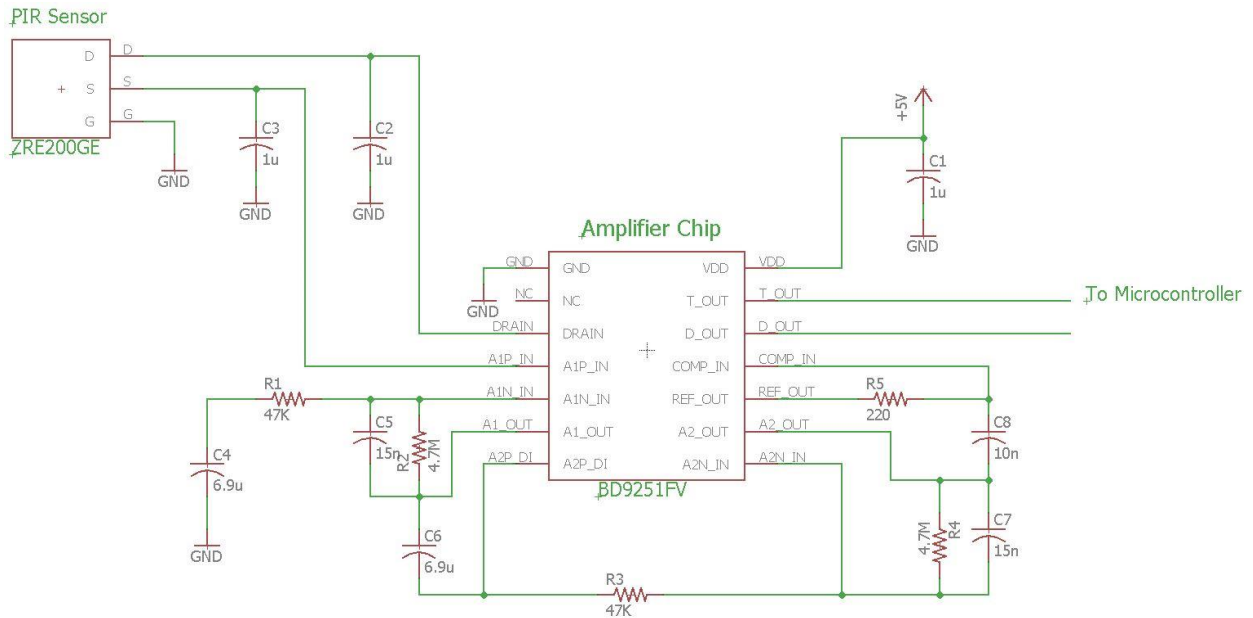 PIR Sensor
D
D
S
S
G
G
ZRE200GE
GND
C3
1u
GND
C2
1u
GND
+5V
C1
1u
GND
Amplifier Chip
GND
GND
VDD
VDD
GND
NC
NC
T_OUT
T_OUT
To Microcontroller
DRAIN
DRAIN
D_OUT
D_OUT
A1P_IN
A1P_IN
COMP_IN
COMP_IN
A1N_IN
A1N_IN
REF_OUT
REF_OUT
A1_OUT
A1_OUT
A2_OUT
A2_OUT
A2P_DI
A2P_DI
A2N_IN
A2N_IN
BD9251FV
R1
47K
C5
15n
R2
4.7M
C4
6.9u
GND
C6
6.9u
R3
47K
R5
220
C8
10n
4.7M
R4
C7
15n